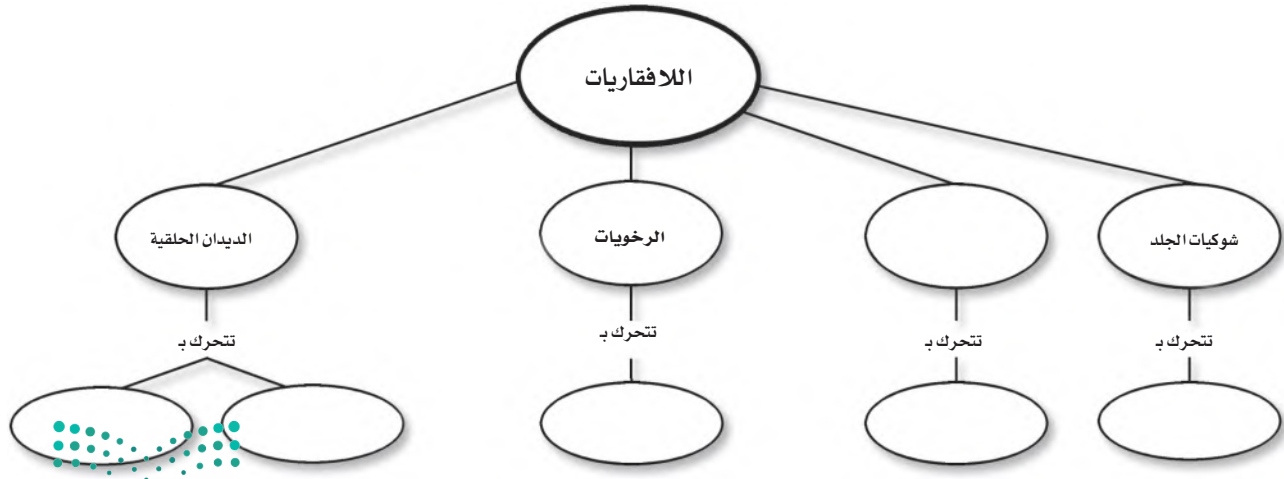 اللافقاريات
شوكيات الجلد
الرخويات
الديدان الحلقية
تتحرك بـ
تتحرك بـ
تتحرك بـ
تتحرك بـ